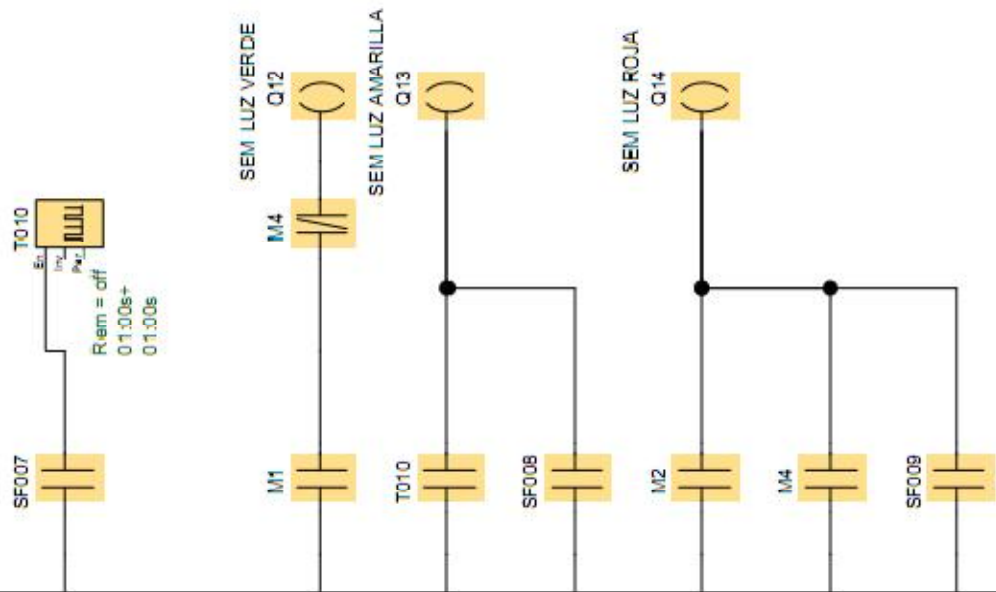 T010
En
Inv
Par
Rem = off
01:00s+
01:00s
SF007
SEM LUZ VERDE
Q12
M4
M1
SEM LUZ AMARILLA
Q13
T010
SF008
SEM LUZ ROJA
Q14
M2
M4
SF009